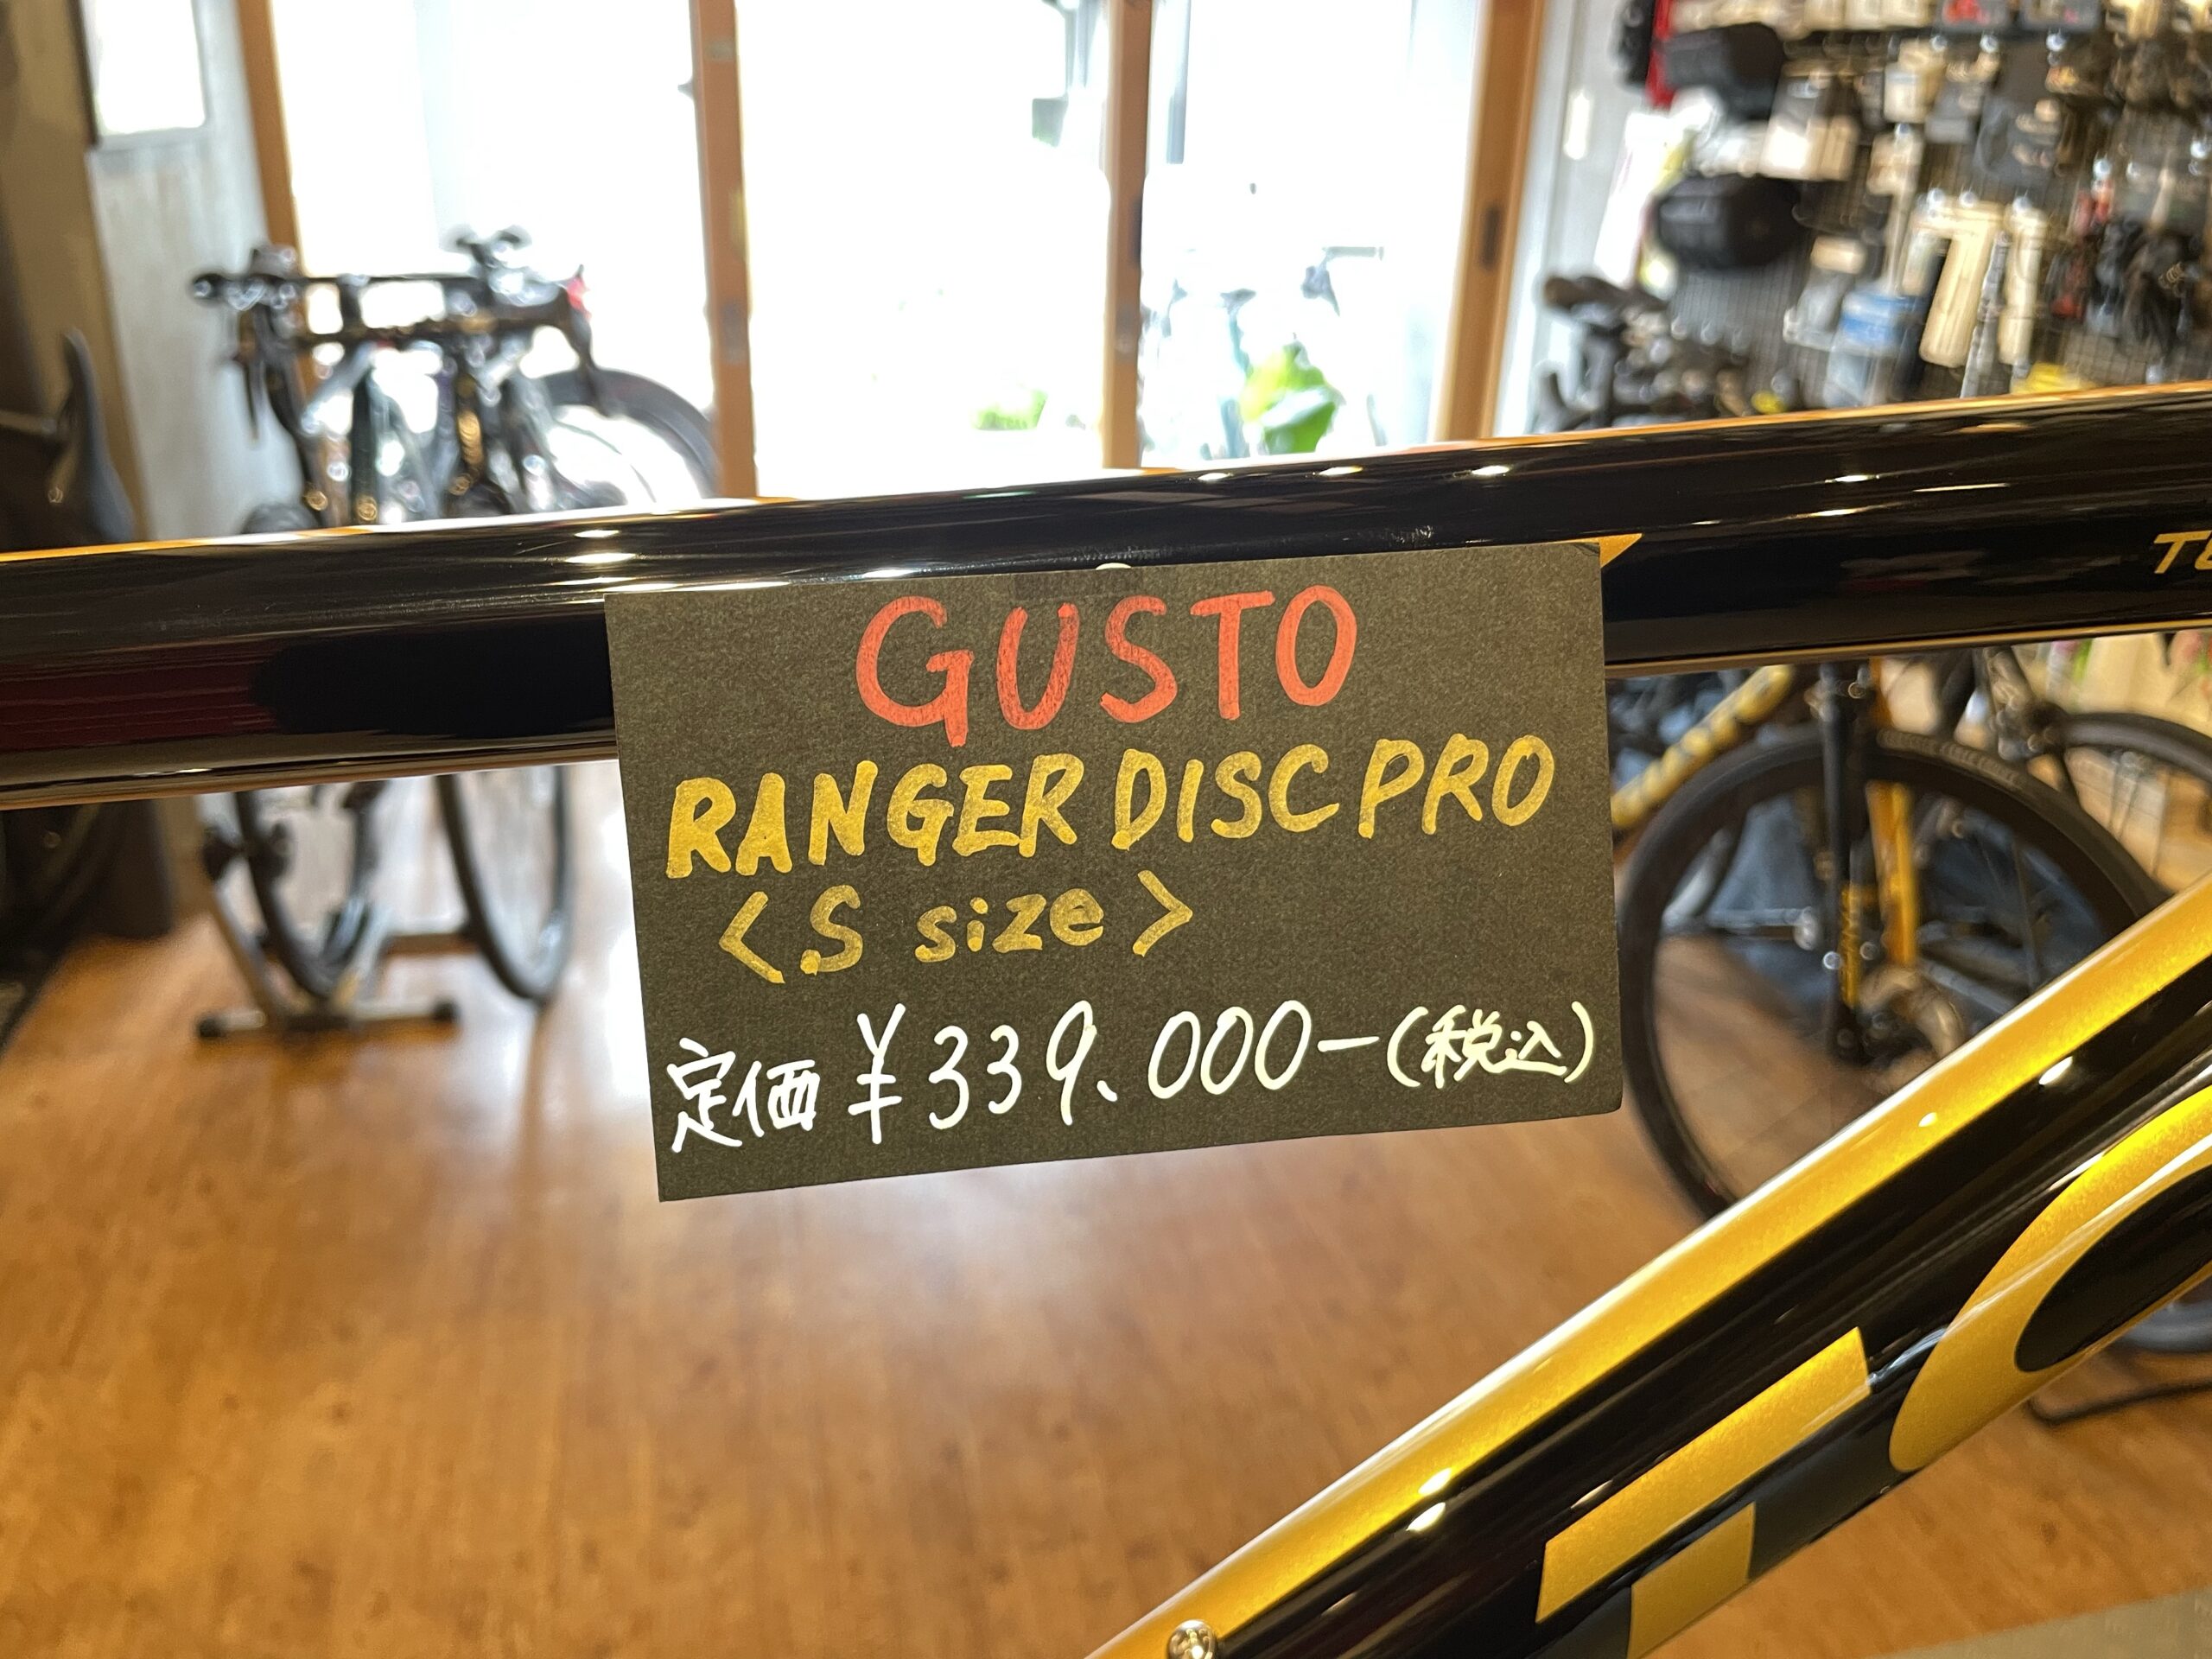 GUSTO
RANGER DISC PRO
<S size>
定価 ¥339.000-(税込)